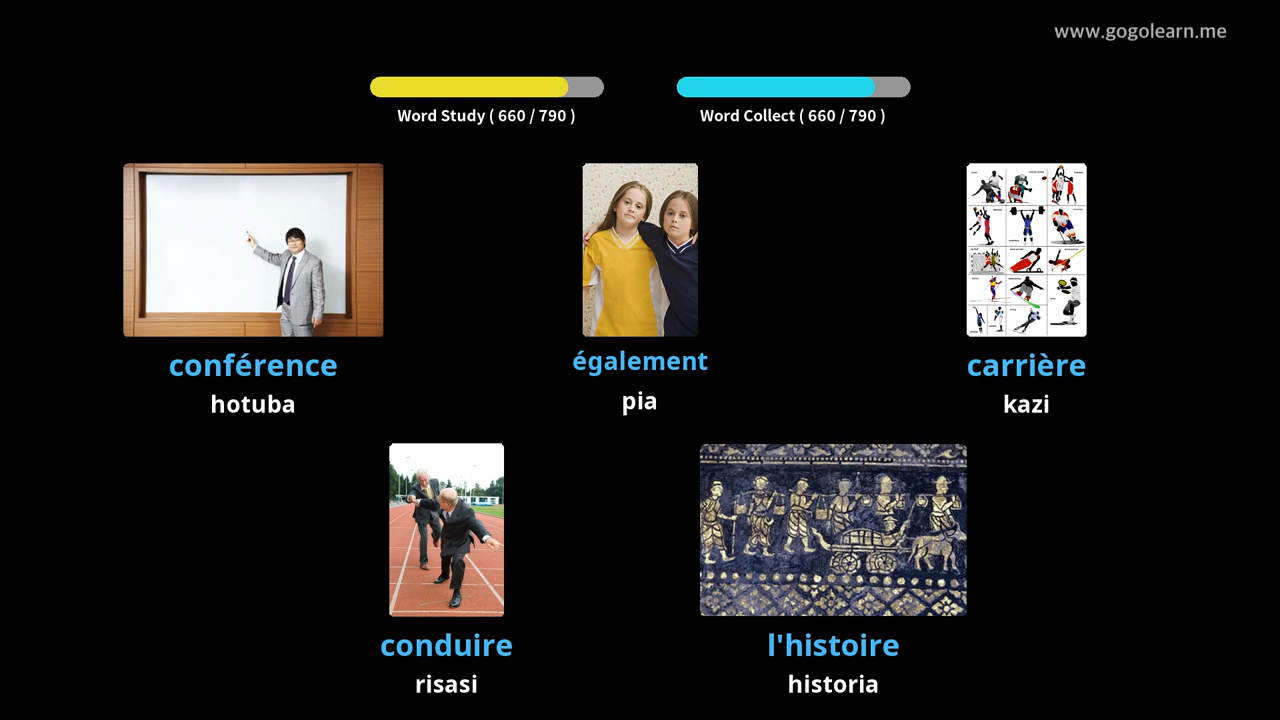 www.gogolearn.me
Word Study ( 660 / 790 )
Word Collect ( 660 / 790 )
conférence
hotuba
également
pia
carrière
kazi
conduire
risasi
l'histoire
historia